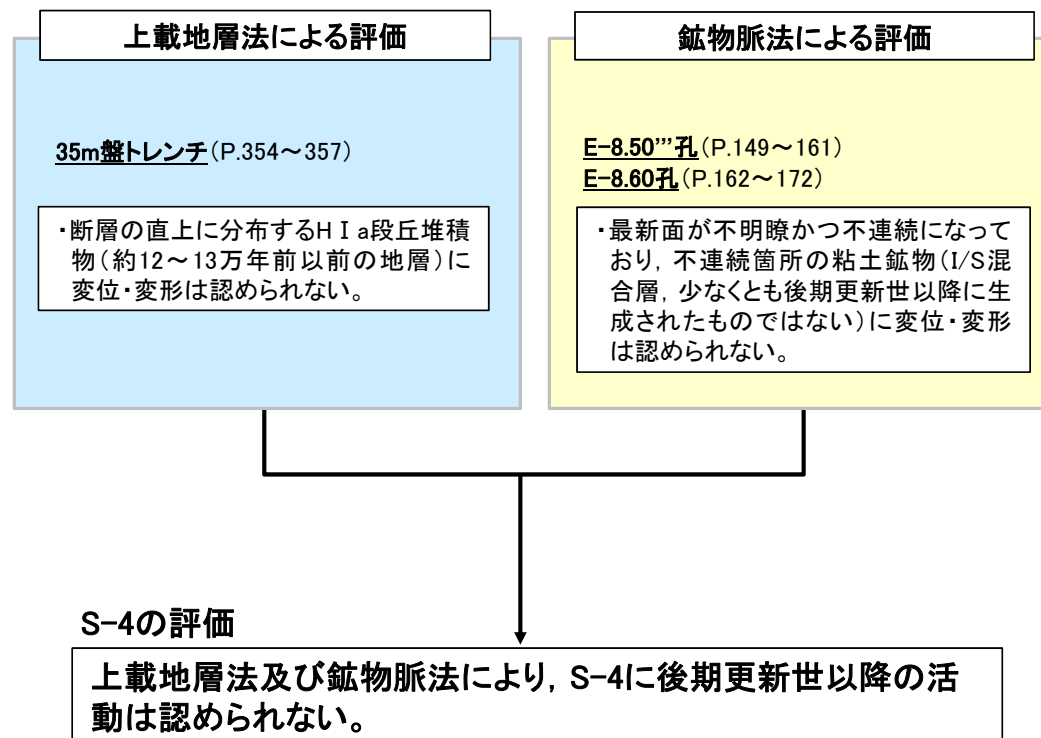 上載地層法による評価
35m盤トレンチ(P.354～357)
・断層の直上に分布するHⅠa段丘堆積
物(約12～13万年前以前の地層)に
変位・変形は認められない。
鉱物脈法による評価
E-8.50'''孔(P.149～161)
E-8.60孔(P.162～172)
・最新面が不明瞭かつ不連続になって
おり，不連続箇所の粘土鉱物(I/S混
合層，少なくとも後期更新世以降に生
成されたものではない)に変位・変形
は認められない。
S-4の評価
上載地層法及び鉱物脈法により，S-4に後期更新世以降の活
動は認められない。